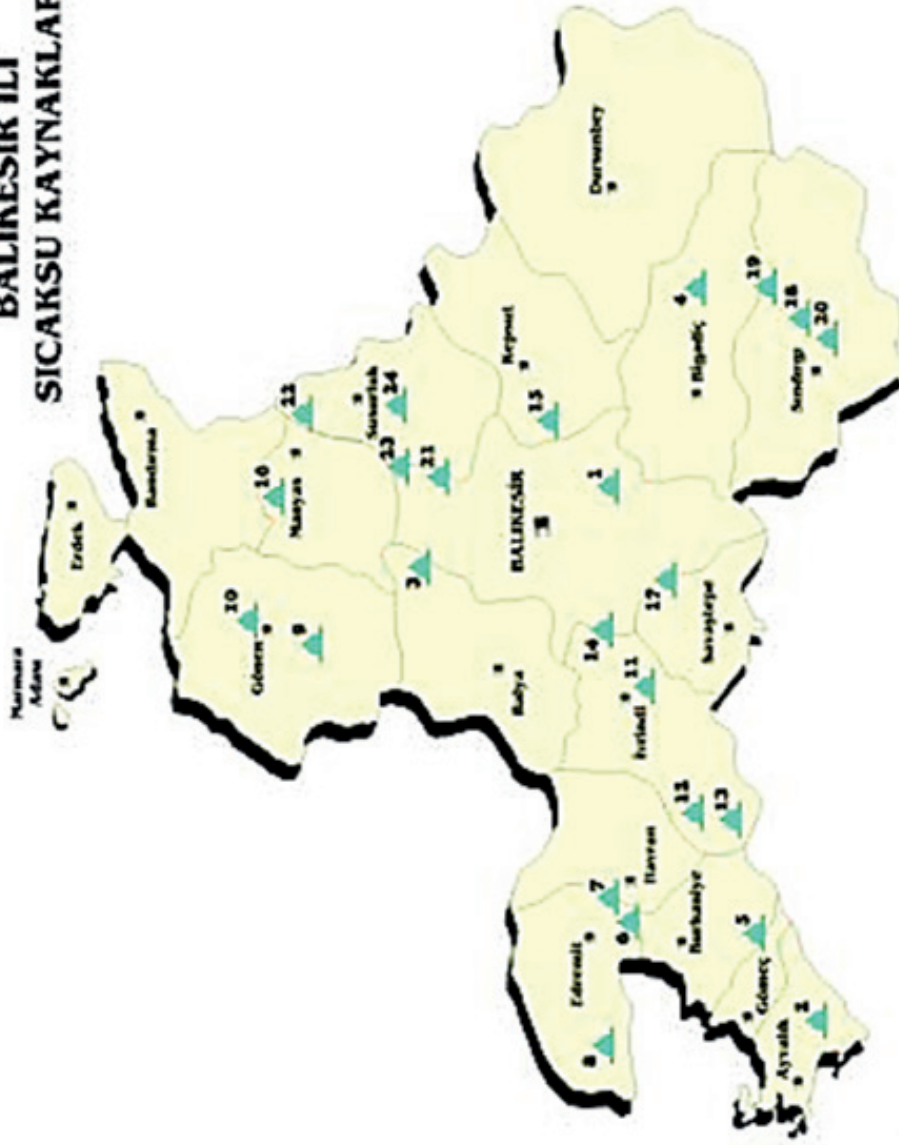 BALIKESİR İLİ
SICAKSU KAYNAKLAR
Marmara
Adası
Erdek
Bandırma
22
16
Manyas
Susurluk
24
23
21
10
Gönen
9
3
Balya
BALIKESİR
1
Kepsut
15
Dursunbey
4
Bigadiç
19
18
20
Sındırgı
17
Savaştepe
14
11
İvrindi
12
13
7
6
Havran
Edremit
8
Burhaniye
5
Gömeç
2
Ayvalık